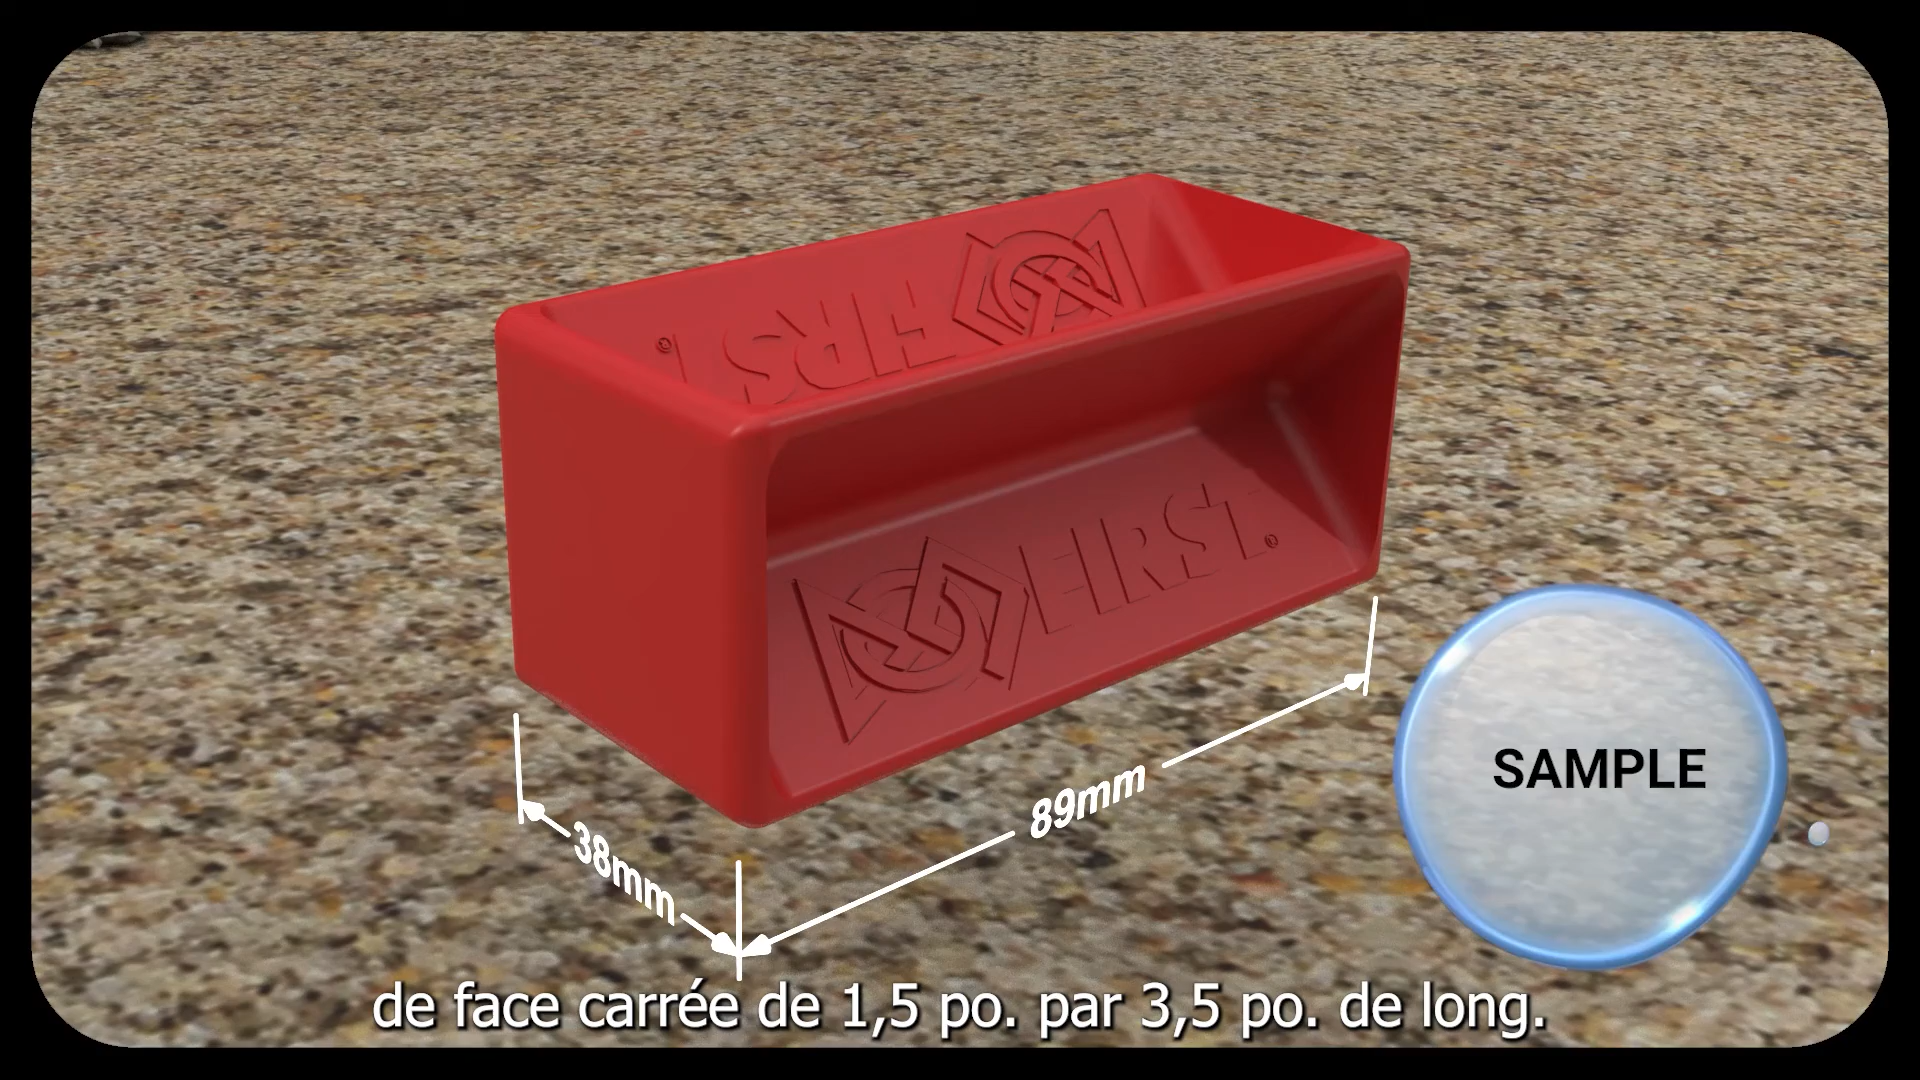 FIRST®
FIRST®
SAMPLE
89mm
38mm
de face carrée de 1,5 po. par 3,5 po. de long.